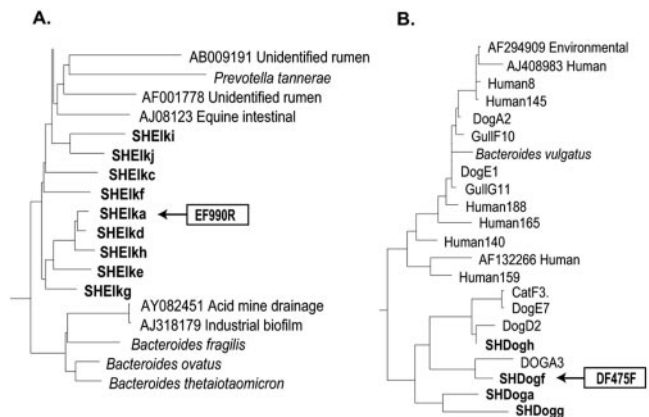 A.
AB009191 Unidentified rumen
Prevotella tannerae
AF001778 Unidentified rumen
AJ08123 Equine intestinal
SHElki
SHElkj
SHElkc
SHElkf
SHElka
EF990R
SHElkd
SHElkh
SHElke
SHElkg
AY082451 Acid mine drainage
AJ318179 Industrial biofilm
Bacteroides fragilis
Bacteroides ovatus
Bacteroides thetaiotaomicron
B.
AF294909 Environmental
AJ408983 Human
Human8
Human145
DogA2
GullF10
Bacteroides vulgatus
DogE1
GullG11
Human188
Human165
Human140
AF132266 Human
Human159
CatF3.
DogE7
DogD2
SHDogh
DOGA3
SHDogf
DF475F
SHDoga
SHDogg